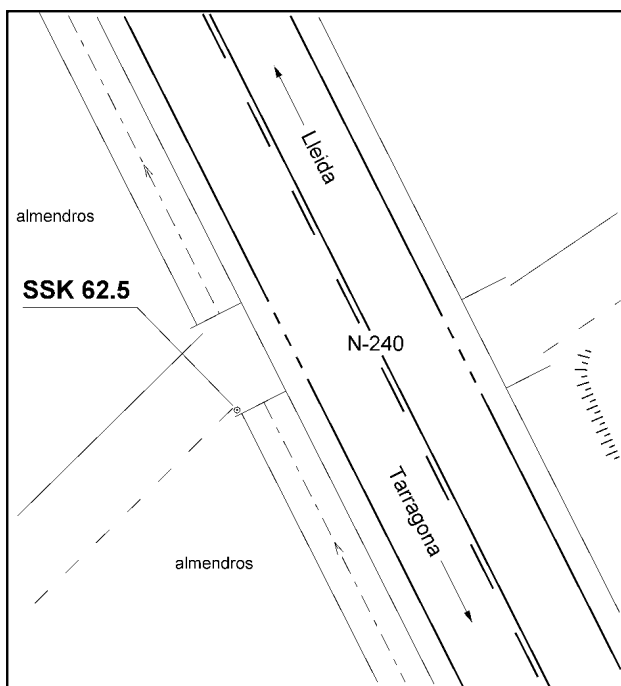 Lleida
almendros
SSK 62.5
N-240
Tarragona
almendros